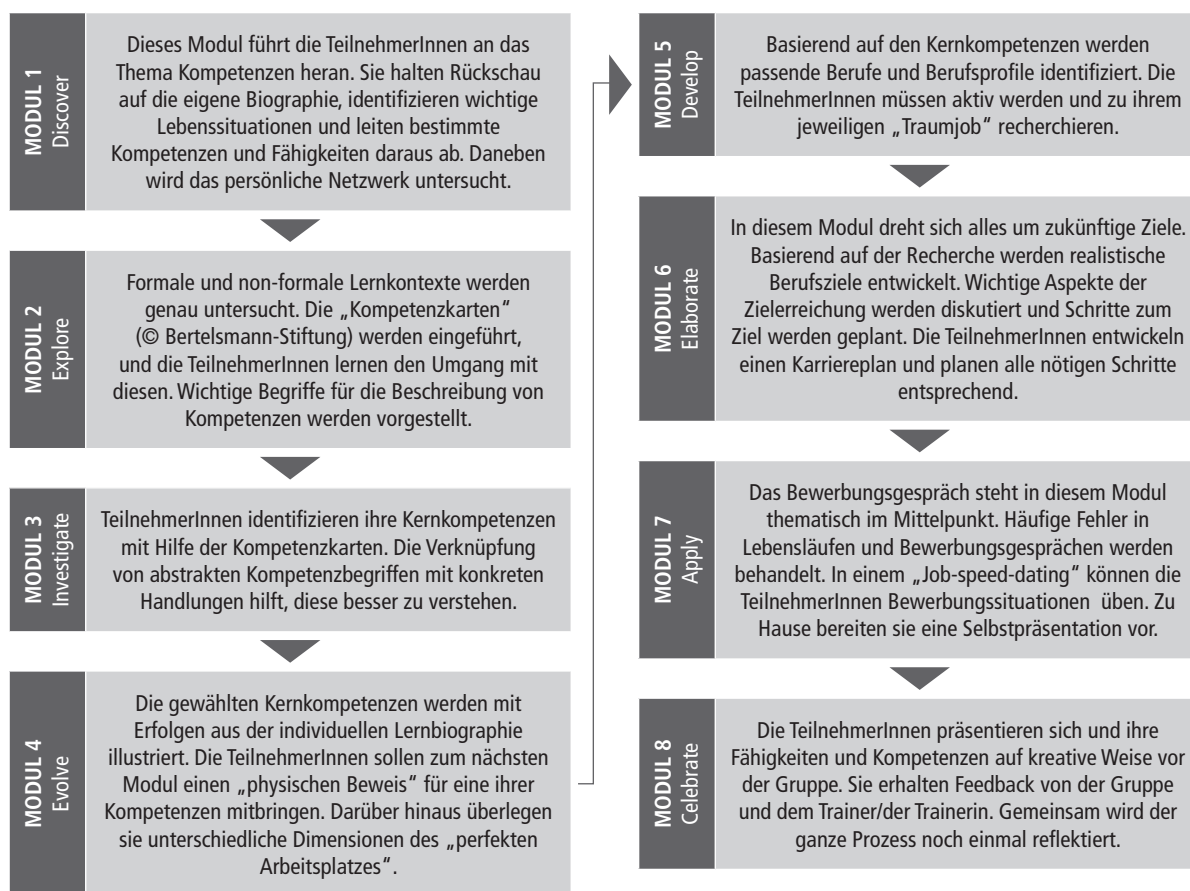 MODUL 1
Discover
Dieses Modul führt die TeilnehmerInnen an das
Thema Kompetenzen heran. Sie halten Rückschau
auf die eigene Biographie, identifizieren wichtige
Lebenssituationen und leiten bestimmte
Kompetenzen und Fähigkeiten daraus ab. Daneben
wird das persönliche Netzwerk untersucht.
MODUL 2
Explore
Formale und non-formale Lernkontexte werden
genau untersucht. Die „Kompetenzkarten“
(© Bertelsmann-Stiftung) werden eingeführt,
und die TeilnehmerInnen lernen den Umgang mit
diesen. Wichtige Begriffe für die Beschreibung von
Kompetenzen werden vorgestellt.
MODUL 3
Investigate
TeilnehmerInnen identifizieren ihre Kernkompetenzen
mit Hilfe der Kompetenzkarten. Die Verknüpfung
von abstrakten Kompetenzbegriffen mit konkreten
Handlungen hilft, diese besser zu verstehen.
MODUL 4
Evolve
Die gewählten Kernkompetenzen werden mit
Erfolgen aus der individuellen Lernbiographie
illustriert. Die TeilnehmerInnen sollen zum nächsten
Modul einen „physischen Beweis“ für eine ihrer
Kompetenzen mitbringen. Darüber hinaus überlegen
sie unterschiedliche Dimensionen des „perfekten
Arbeitsplatzes“.
MODUL 5
Develop
Basierend auf den Kernkompetenzen werden
passende Berufe und Berufsprofile identifiziert. Die
TeilnehmerInnen müssen aktiv werden und zu ihrem
jeweiligen „Traumjob“ recherchieren.
MODUL 6
Elaborate
In diesem Modul dreht sich alles um zukünftige Ziele.
Basierend auf der Recherche werden realistische
Berufsziele entwickelt. Wichtige Aspekte der
Zielerreichung werden diskutiert und Schritte zum
Ziel werden geplant. Die TeilnehmerInnen entwickeln
einen Karriereplan und planen alle nötigen Schritte
entsprechend.
MODUL 7
Apply
Das Bewerbungsgespräch steht in diesem Modul
thematisch im Mittelpunkt. Häufige Fehler in
Lebensläufen und Bewerbungsgesprächen werden
behandelt. In einem „Job-speed-dating“ können die
TeilnehmerInnen Bewerbungssituationen üben. Zu
Hause bereiten sie eine Selbstpräsentation vor.
MODUL 8
Celebrate
Die TeilnehmerInnen präsentieren sich und ihre
Fähigkeiten und Kompetenzen auf kreative Weise vor
der Gruppe. Sie erhalten Feedback von der Gruppe
und dem Trainer/der Trainerin. Gemeinsam wird der
ganze Prozess noch einmal reflektiert.